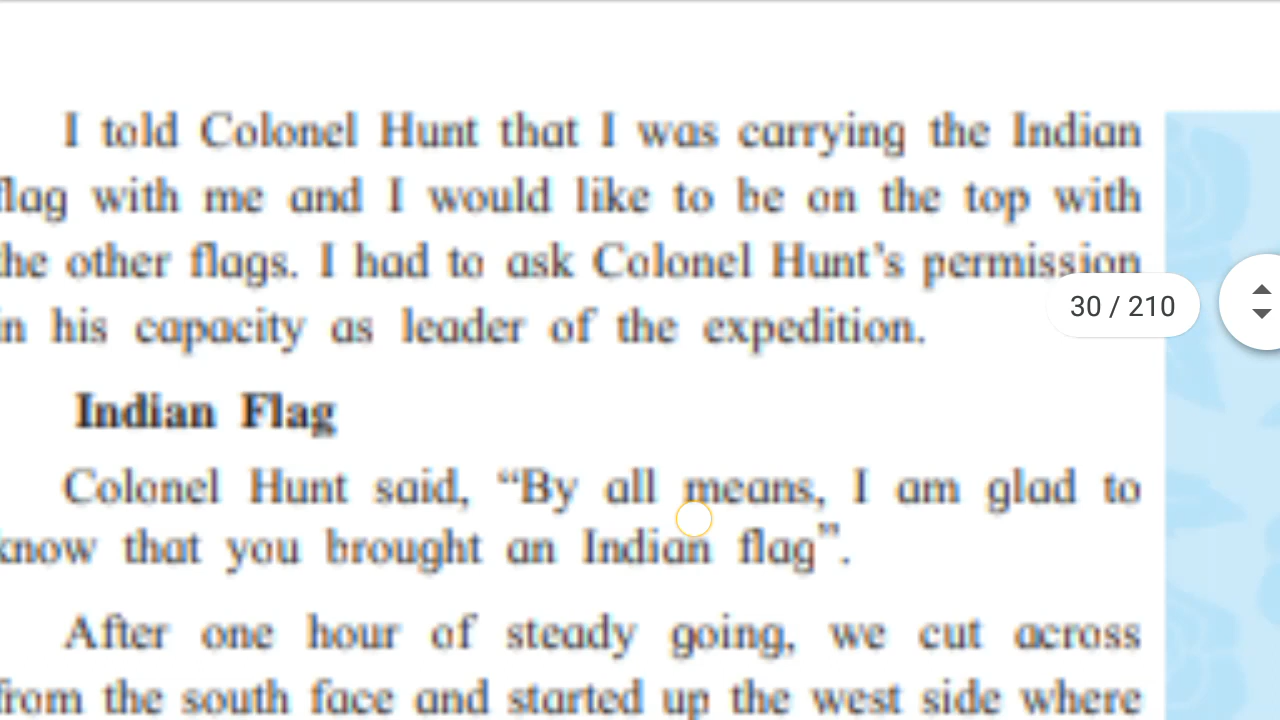 I told Colonel Hunt that I was carrying the Indian
flag with me and I would like to be on the top with
the other flags. I had to ask Colonel Hunt's permission
in his capacity as leader of the expedition.
30 / 210
Indian Flag
Colonel Hunt said, “By all means, I am glad to
know that you brought an Indian flag”.
After one hour of steady going, we cut across
from the south face and started up the west side where